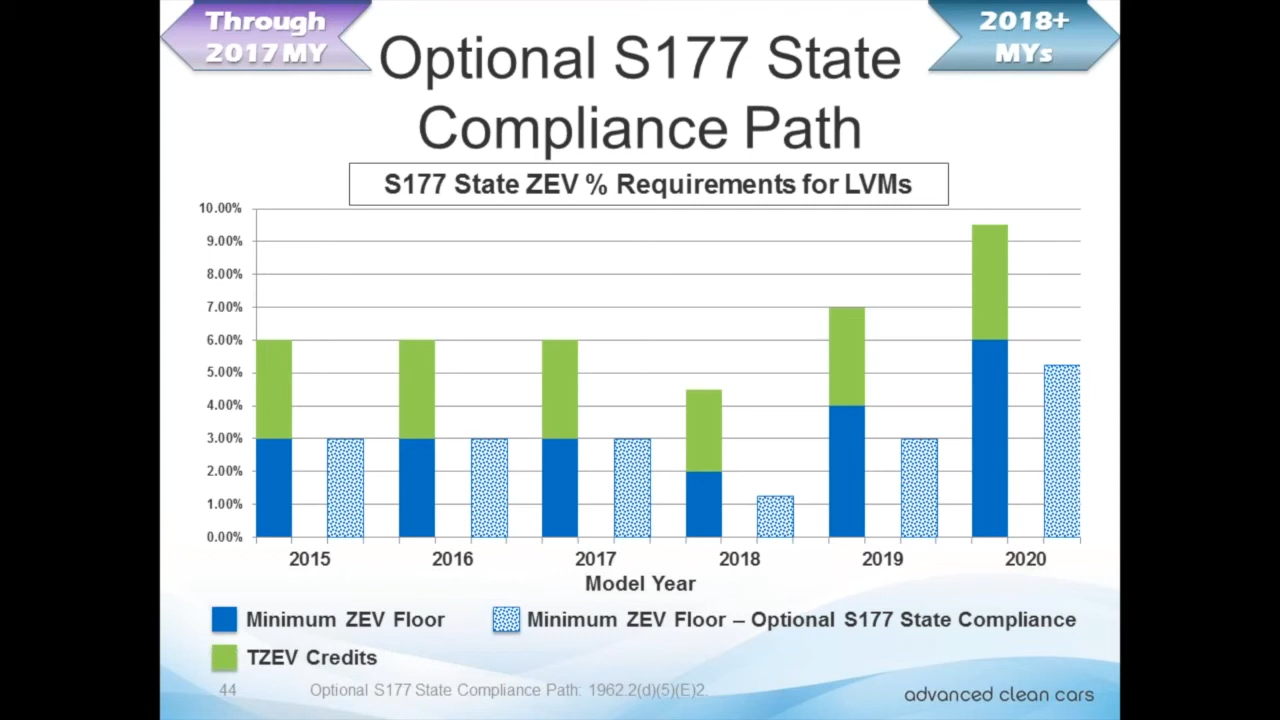 Through
2017 MY
2018+
MYs
Optional S177 State
Compliance Path
S177 State ZEV % Requirements for LVMs
10.00%
9.00%
8.00%
7.00%
6.00%
5.00%
4.00%
3.00%
2.00%
1.00%
0.00%
2015 2016 2017 2018 2019 2020
Model Year
Minimum ZEV Floor Minimum ZEV Floor – Optional S177 State Compliance
TZEV Credits
44 Optional S177 State Compliance Path: 1962.2(d)(5)(E)2.
advanced clean cars